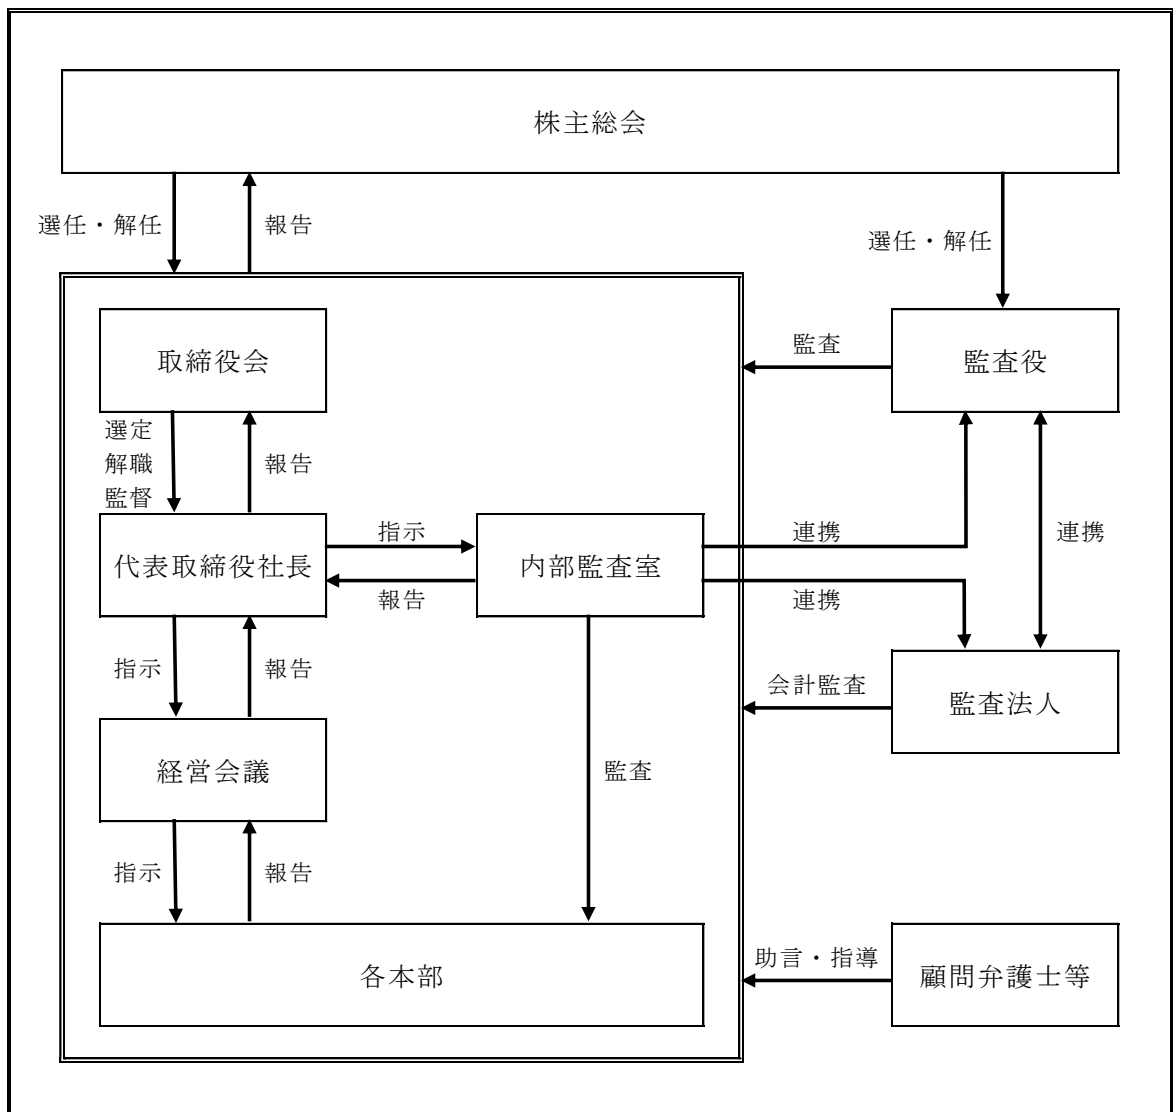 株主総会
選任・解任
報告
選任・解任
取締役会
監査
監査役
選定
解職
監督
報告
代表取締役社長
指示
報告
内部監査室
連携
連携
連携
指示
報告
会計監査
監査法人
経営会議
監査
指示
報告
各本部
助言・指導
顧問弁護士等